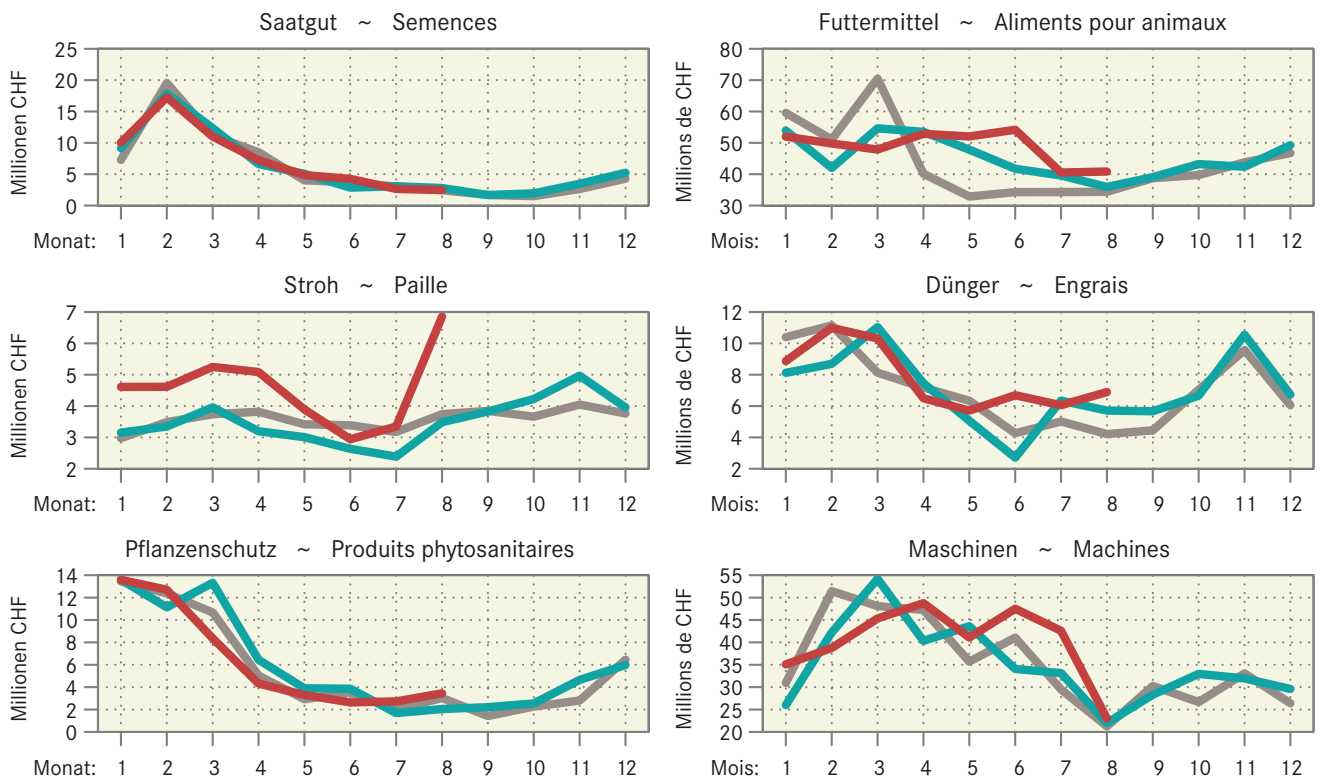 Saatgut ~ Semences
Millionen CHF
25
20
15
10
5
0
Monat: 1 2 3 4 5 6 7 8 9 10 11 12
Futtermittel ~ Aliments pour animaux
Millions de CHF
80
70
60
50
40
30
Mois: 1 2 3 4 5 6 7 8 9 10 11 12
Stroh ~ Paille
Millionen CHF
7
6
5
4
3
2
Monat: 1 2 3 4 5 6 7 8 9 10 11 12
Dünger ~ Engrais
Millions de CHF
12
10
8
6
4
2
Mois: 1 2 3 4 5 6 7 8 9 10 11 12
Pflanzenschutz ~ Produits phytosanitaires
Millionen CHF
14
12
10
8
6
4
2
0
Monat: 1 2 3 4 5 6 7 8 9 10 11 12
Maschinen ~ Machines
Millions de CHF
55
50
45
40
35
30
25
20
Mois: 1 2 3 4 5 6 7 8 9 10 11 12